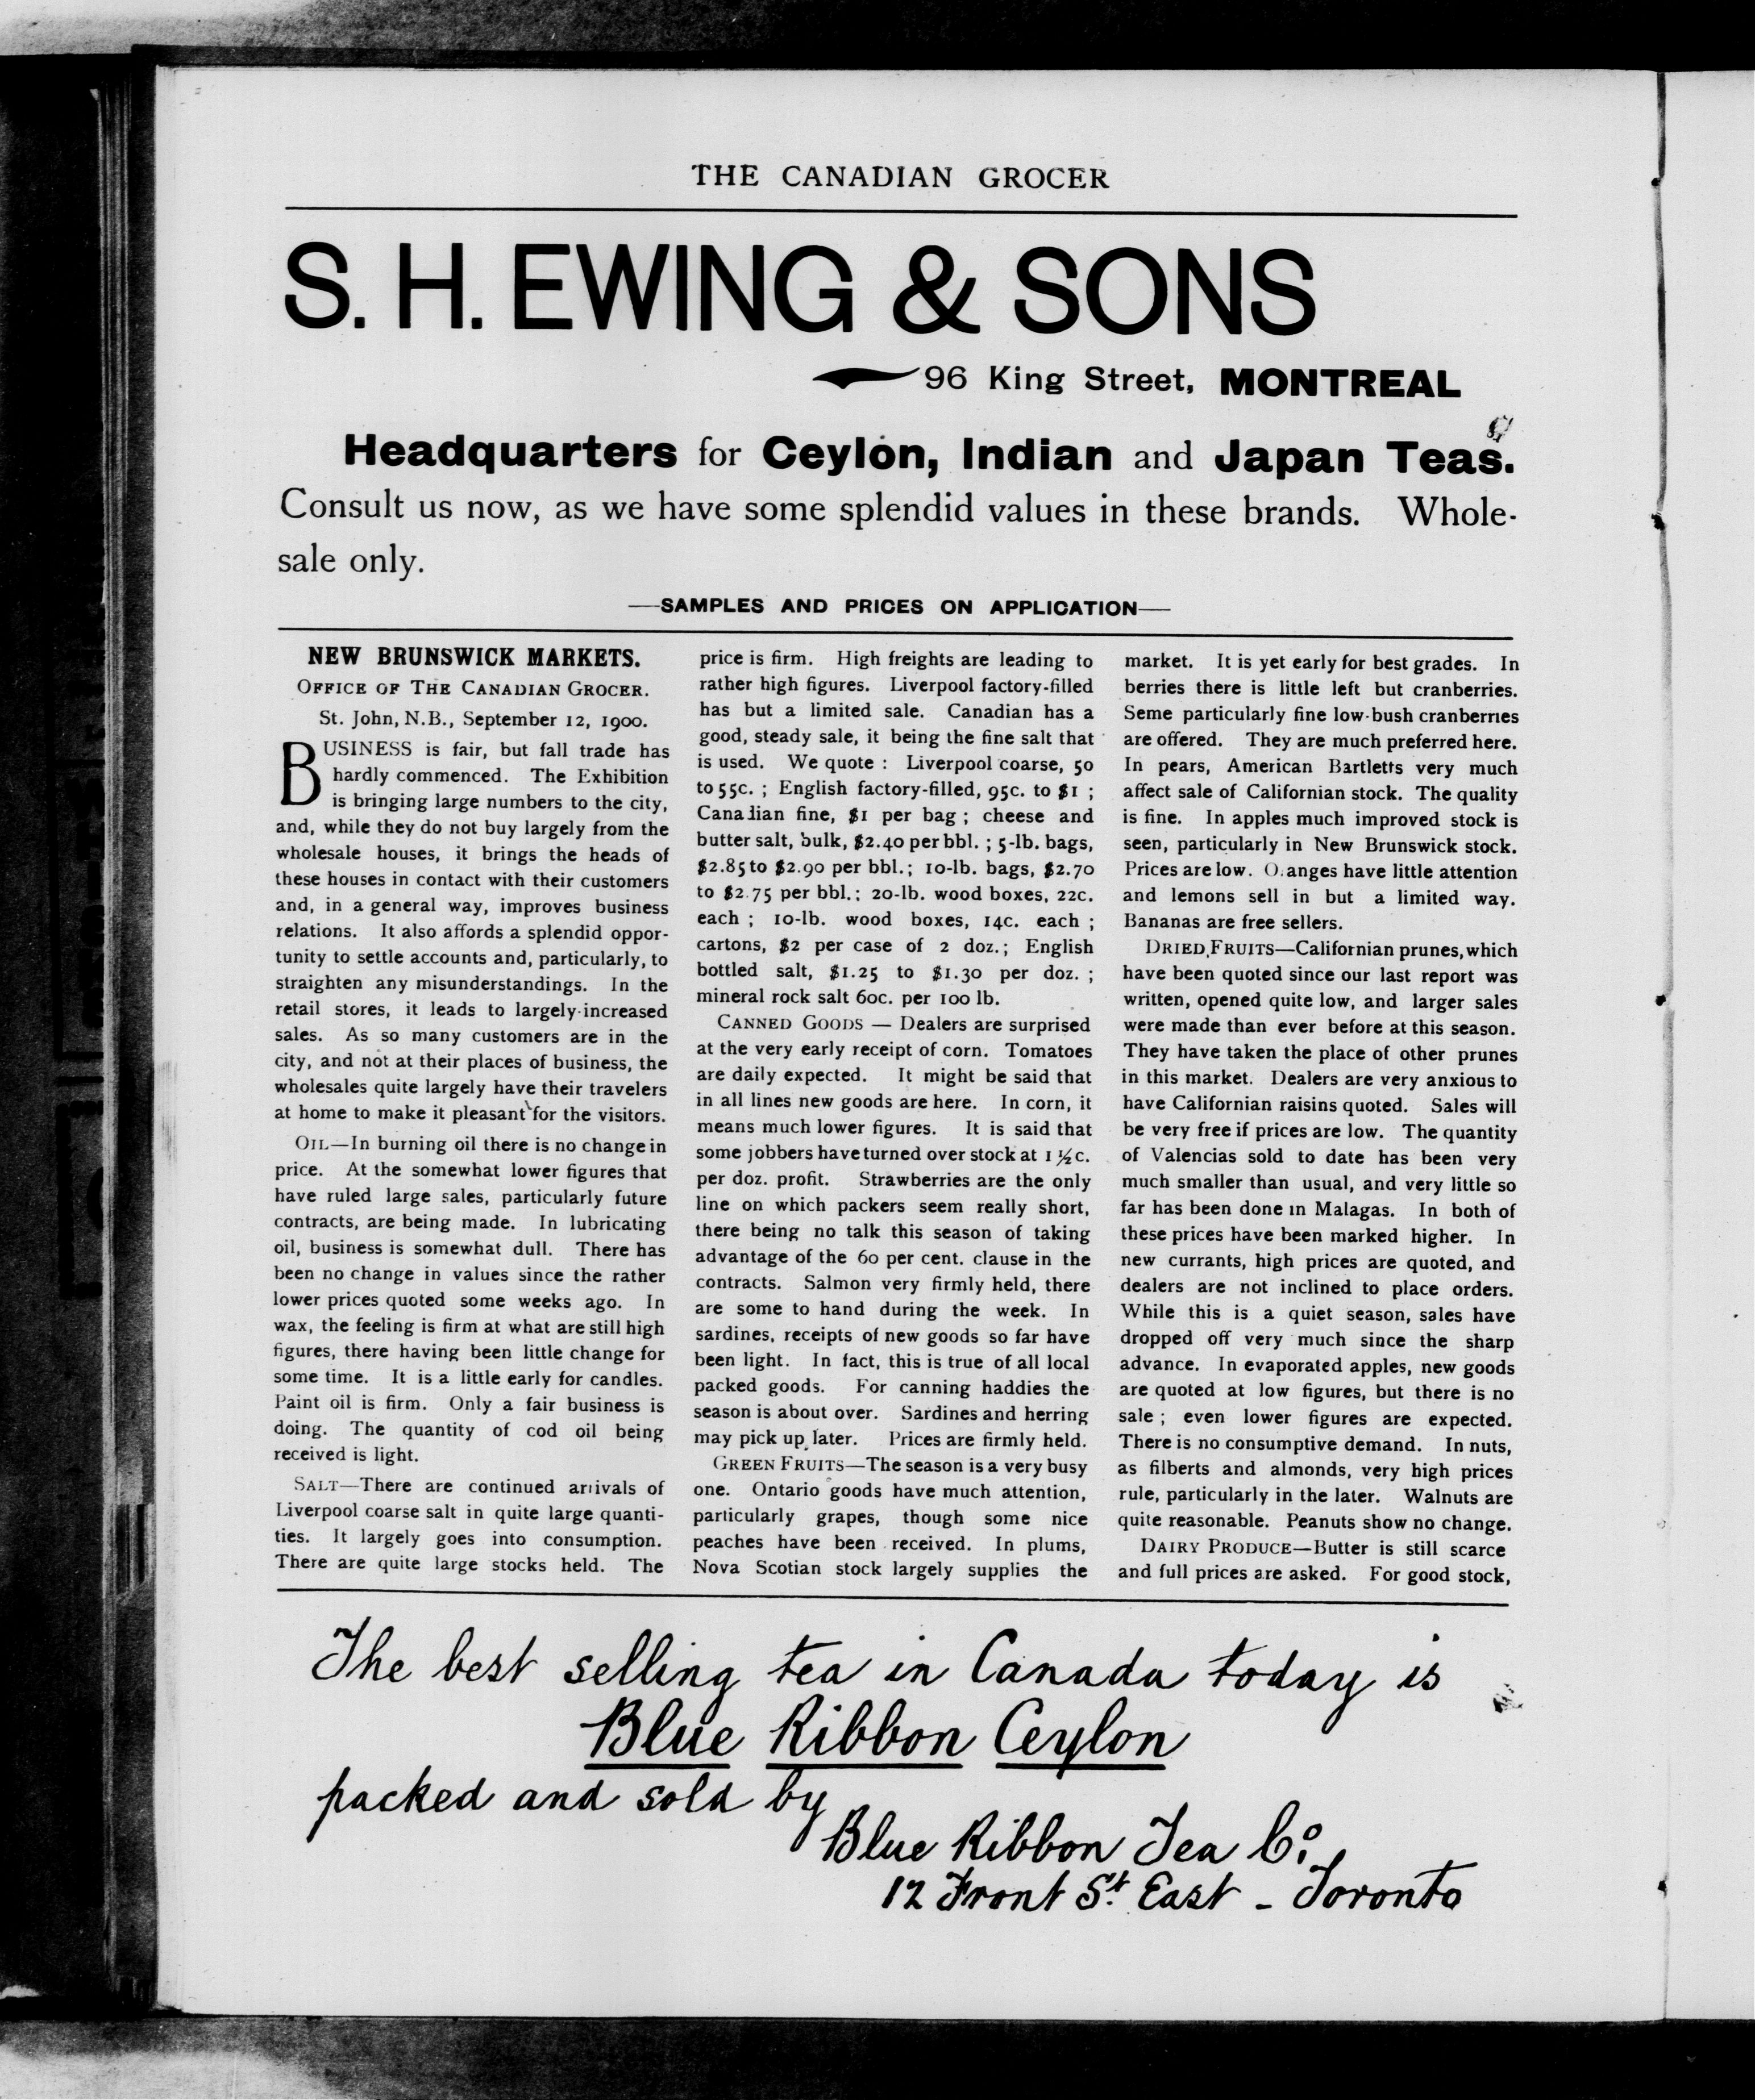 THE CANADIAN GROCER
S. H. EWING & SONS
96 King Street, MONTREAL
Headquarters for Ceylon, Indian and Japan Teas.
Consult us now, as we have some splendid values in these brands. Whole-
sale only.
—SAMPLES AND PRICES ON APPLICATION—
NEW BRUNSWICK MARKETS.
OFFICE OF THE CANADIAN GROCER.
St. John, N.B., September 12, 1900.
BUSINESS is fair, but fall trade has
hardly commenced. The Exhibition
is bringing large numbers to the city,
and, while they do not buy largely from the
wholesale houses, it brings the heads of
these houses in contact with their customers
and, in a general way, improves business
relations. It also affords a splendid oppor-
tunity to settle accounts and, particularly, to
straighten any misunderstandings. In the
retail stores, it leads to largely-increased
sales. As so many customers are in the
city, and not at their places of business, the
wholesales quite largely have their travelers
at home to make it pleasant for the visitors.
OIL—In burning oil there is no change in
price. At the somewhat lower figures that
have ruled large sales, particularly future
contracts, are being made. In lubricating
oil, business is somewhat dull. There has
been no change in values since the rather
lower prices quoted some weeks ago. In
wax, the feeling is firm at what are still high
figures, there having been little change for
some time. It is a little early for candles.
Paint oil is firm. Only a fair business is
doing. The quantity of cod oil being
received is light.
SALT—There are continued arrivals of
Liverpool coarse salt in quite large quanti-
ties. It largely goes into consumption.
There are quite large stocks held. The
price is firm. High freights are leading to
rather high figures. Liverpool factory-filled
has but a limited sale. Canadian has a
good, steady sale, it being the fine salt that
is used. We quote : Liverpool coarse, 50
to 55c. ; English factory-filled, 95c. to $1 ;
Canadian fine, $1 per bag ; cheese and
butter salt, bulk, $2.40 per bbl. ; 5-lb. bags,
$2.85 to $2.90 per bbl. ; 10-lb. bags, $2.70
to $2.75 per bbl. ; 20-lb. wood boxes, 22c.
each ; 10-lb. wood boxes, 14c. each ;
cartons, $2 per case of 2 doz. ; English
bottled salt, $1.25 to $1.30 per doz. ;
mineral rock salt 60c. per 100 lb.
CANNED GOODS — Dealers are surprised
at the very early receipt of corn. Tomatoes
are daily expected. It might be said that
in all lines new goods are here. In corn, it
means much lower figures. It is said that
some jobbers have turned over stock at 1½c.
per doz. profit. Strawberries are the only
line on which packers seem really short,
there being no talk this season of taking
advantage of the 60 per cent. clause in the
contracts. Salmon very firmly held, there
are some to hand during the week. In
sardines, receipts of new goods so far have
been light. In fact, this is true of all local
packed goods. For canning haddies the
season is about over. Sardines and herring
may pick up later. Prices are firmly held.
GREEN FRUITS—The season is a very busy
one. Ontario goods have much attention,
particularly grapes, though some nice
peaches have been received. In plums,
Nova Scotian stock largely supplies the
market. It is yet early for best grades. In
berries there is little left but cranberries.
Seme particularly fine low-bush cranberries
are offered. They are much preferred here.
In pears, American Bartletts very much
affect sale of Californian stock. The quality
is fine. In apples much improved stock is
seen, particularly in New Brunswick stock.
Prices are low. Oranges have little attention
and lemons sell in but a limited way.
Bananas are free sellers.
DRIED FRUITS—Californian prunes, which
have been quoted since our last report was
written, opened quite low, and larger sales
were made than ever before at this season.
They have taken the place of other prunes
in this market. Dealers are very anxious to
have Californian raisins quoted. Sales will
be very free if prices are low. The quantity
of Valencias sold to date has been very
much smaller than usual, and very little so
far has been done in Malagas. In both of
these prices have been marked higher. In
new currants, high prices are quoted, and
dealers are not inclined to place orders.
While this is a quiet season, sales have
dropped off very much since the sharp
advance. In evaporated apples, new goods
are quoted at low figures, but there is no
sale ; even lower figures are expected.
There is no consumptive demand. In nuts,
as filberts and almonds, very high prices
rule, particularly in the later. Walnuts are
quite reasonable. Peanuts show no change.
DAIRY PRODUCE—Butter is still scarce
and full prices are asked. For good stock,
The best selling tea in Canada today is
Blue Ribbon Ceylon
packed and sold by
Blue Ribbon Tea Co.,
12 Front St. East - Toronto